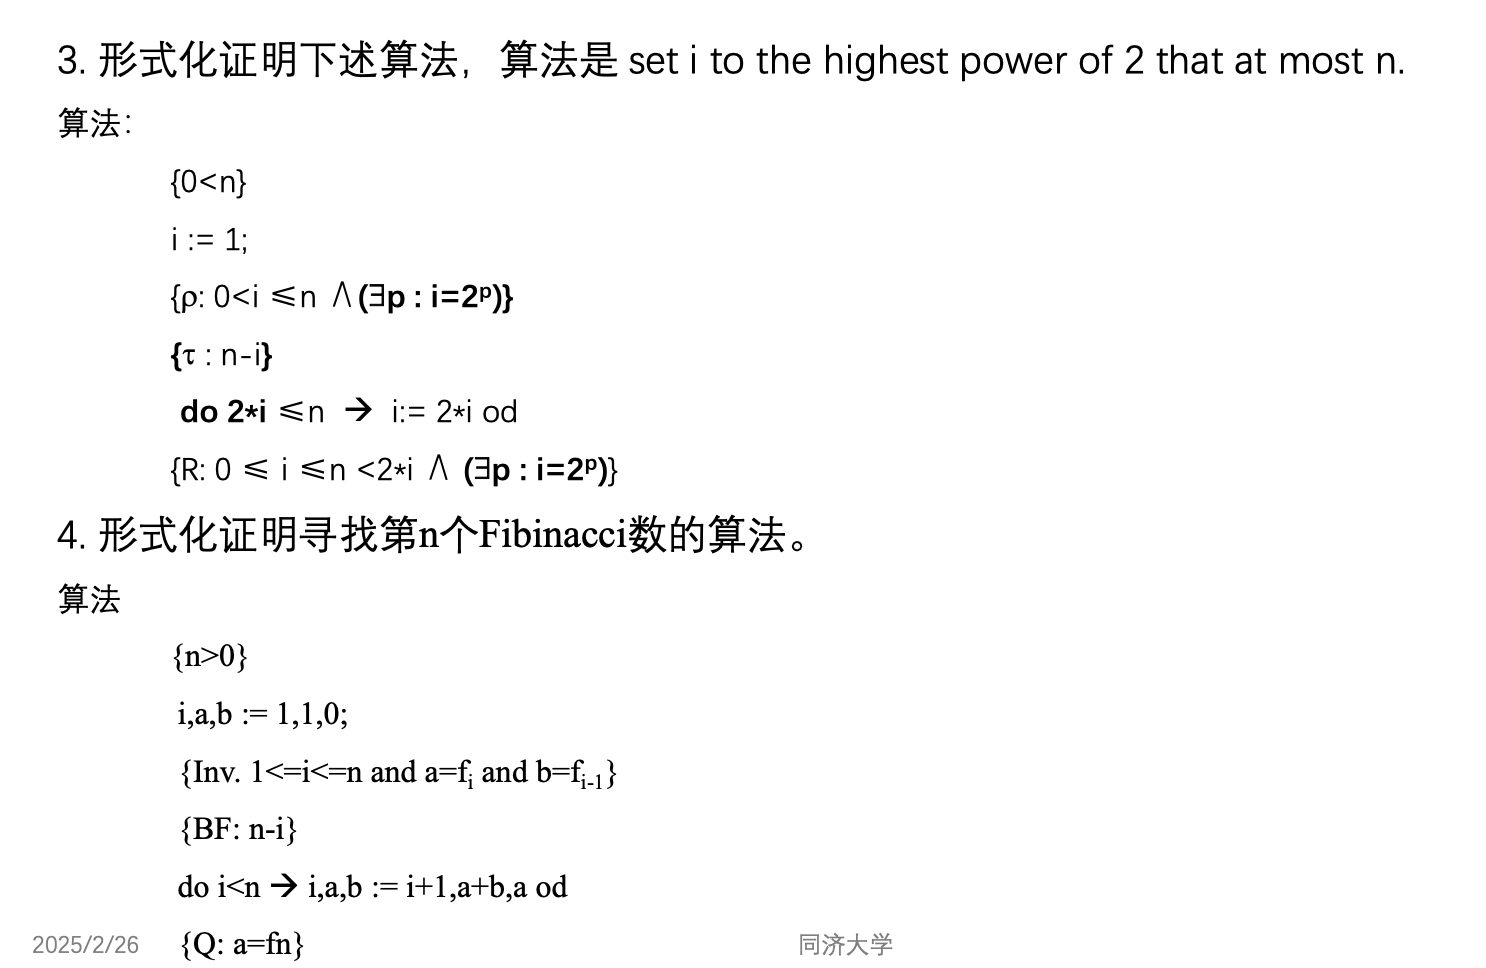 3. 形式化证明下述算法，算法是 set i to the highest power of 2 that at most n.
算法：
{0<n}
i := 1;
{ρ: 0<i ≤n ∧(∃p : i=2ᵖ)}
{τ : n-i}
do 2*i ≤n → i:= 2*i od
{R: 0 ≤ i ≤n <2*i ∧ (∃p : i=2ᵖ)}
4. 形式化证明寻找第n个Fibinacci数的算法。
算法
{n>0}
i,a,b := 1,1,0;
{Inv. 1<=i<=n and a=fᵢ and b=fᵢ₋₁}
{BF: n-i}
do i<n → i,a,b := i+1,a+b,a od
{Q: a=fn}
2025/2/26
同济大学